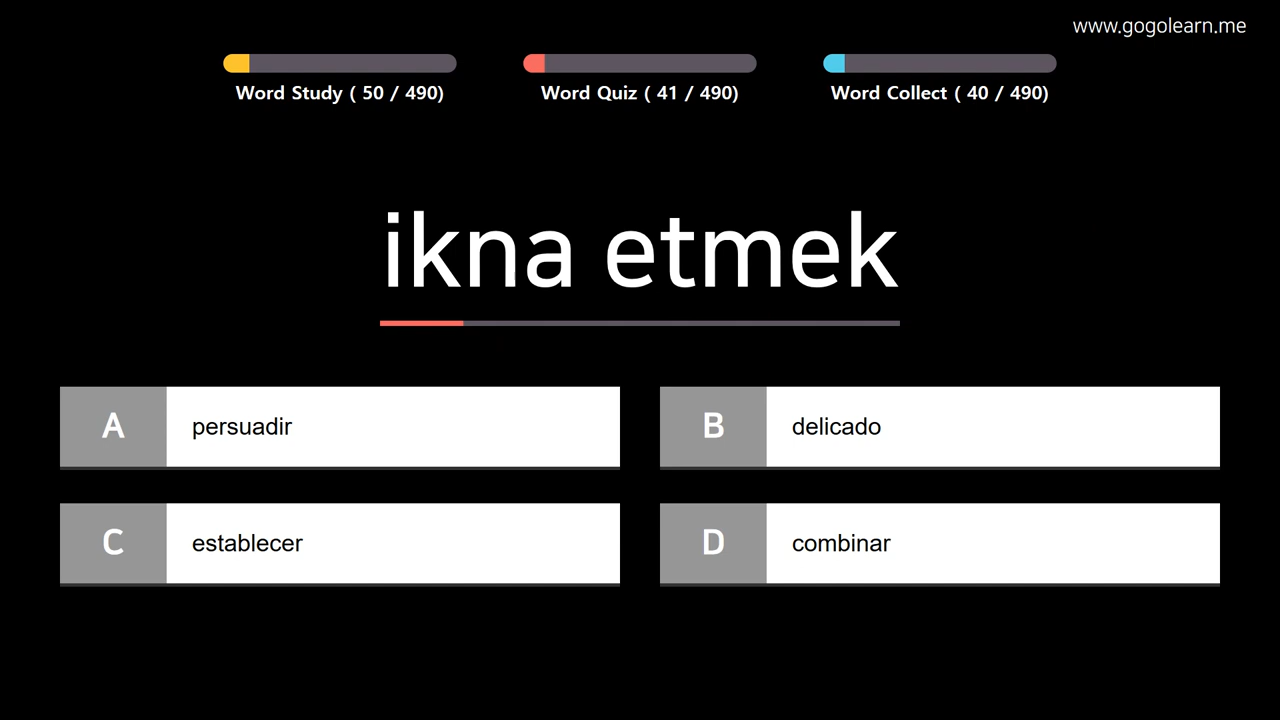 www.gogolearn.me
Word Study ( 50 / 490)
Word Quiz ( 41 / 490)
Word Collect ( 40 / 490)
ikna etmek
A persuadir
B delicado
C establecer
D combinar